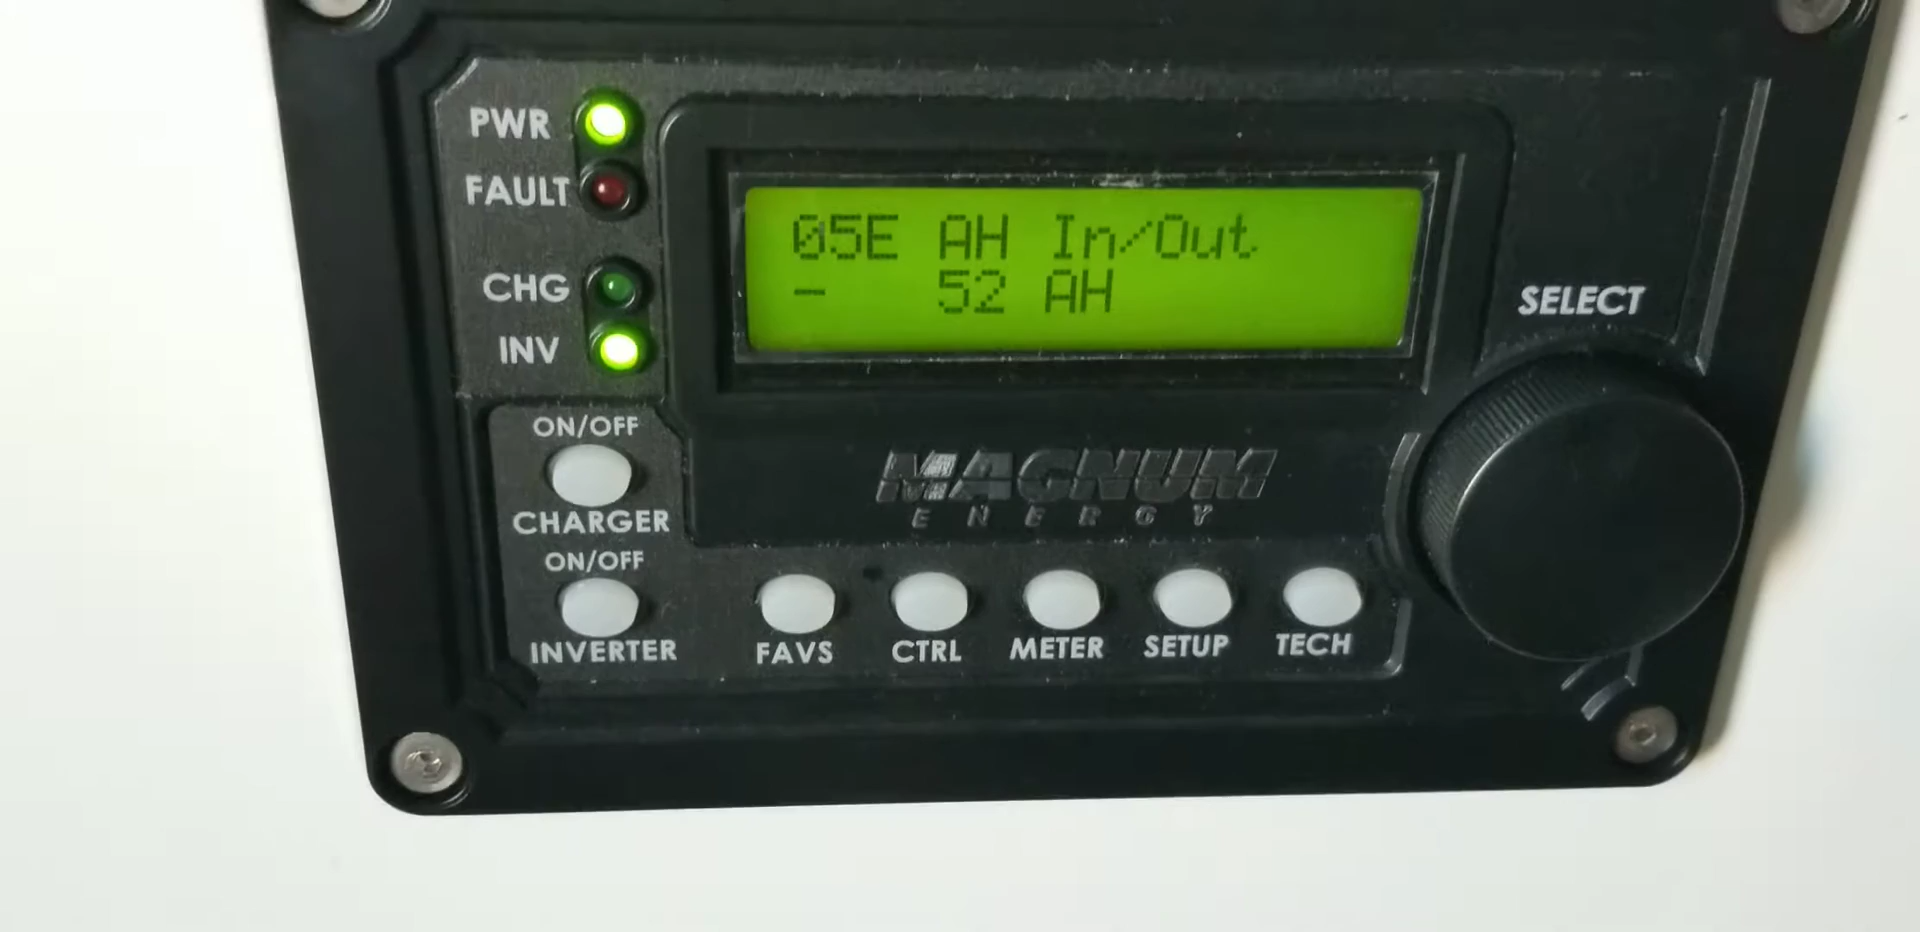 PWR
FAULT
CHG
INV
05E AH In/Out
- 52 AH
SELECT
ON/OFF
CHARGER
ON/OFF
INVERTER
MAGNUM
ENERGY
FAVS
CTRL
METER
SETUP
TECH